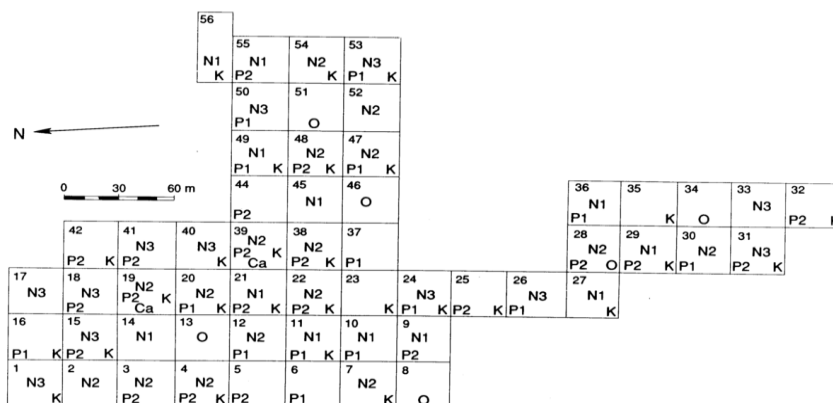 56
N1
K
55 54 53
N1 N2 N3
P2 K P1 K
50 51 52
N3 N2
P1 O
N
49 48 47
N1 N2 N2
P1 K P2 K P1 K
0 30 60 m
44 45 46
N1 O
P2
36 35 34 33 32
N1 O N3
P1 K P2 K
42 41 40 39 38 37
N3 N3 N2 N2
P2 K P2 K P2 K P2 K P1
Ca
28 29 30 31
N2 N1 N2 N3
P2 O P2 K P1 P2 K
17 18 19 20 21 22 23 24 25 26 27
N3 N3 N2 N2 N1 N2 N3 N3 N1
P2 P2 K P1 K P2 K P2 K K P1 K P2 K P1 K
Ca
16 15 14 13 12 11 10 9
N3 N1 O N2 N1 N1 N1
P1 K P2 K P1 P1 K P1 P2
1 2 3 4 5 6 7 8
N3 N2 N2 N2 N2
K P2 P2 K P2 P1 K O